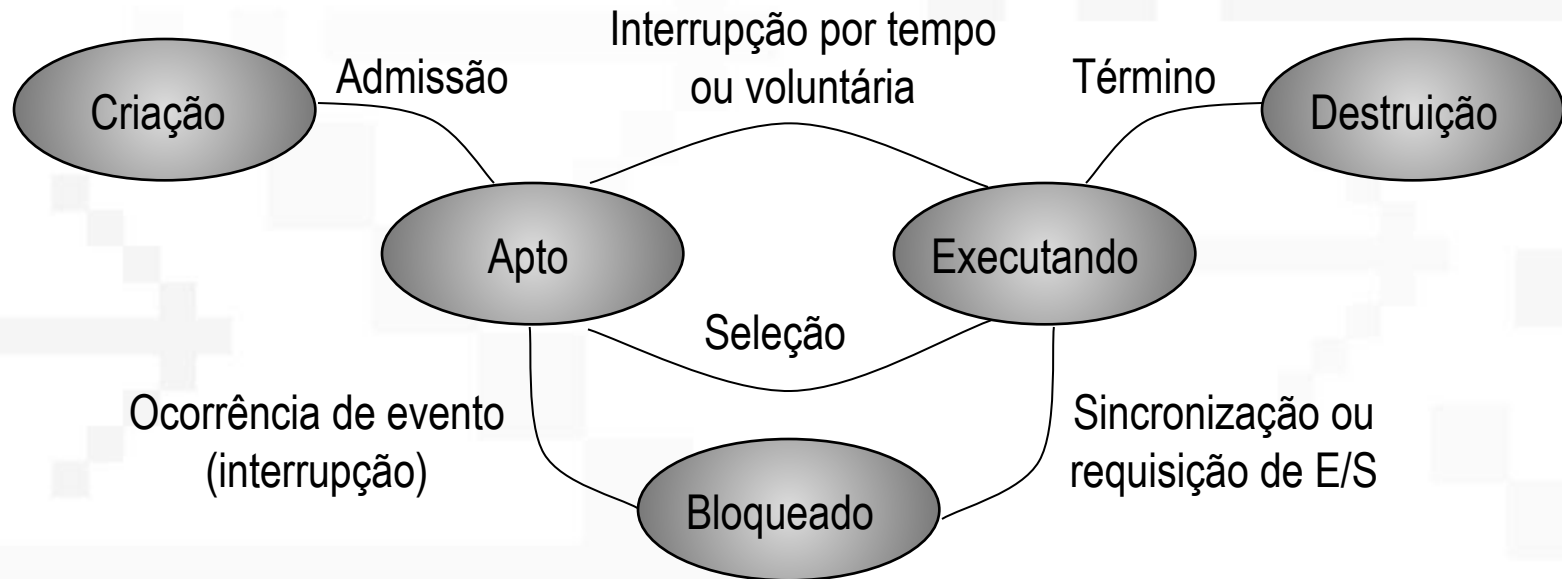 Interrupção por tempo
ou voluntária
Admissão
Término
Criação
Destruição
Apto
Executando
Seleção
Ocorrência de evento
(interrupção)
Sincronização ou
requisição de E/S
Bloqueado